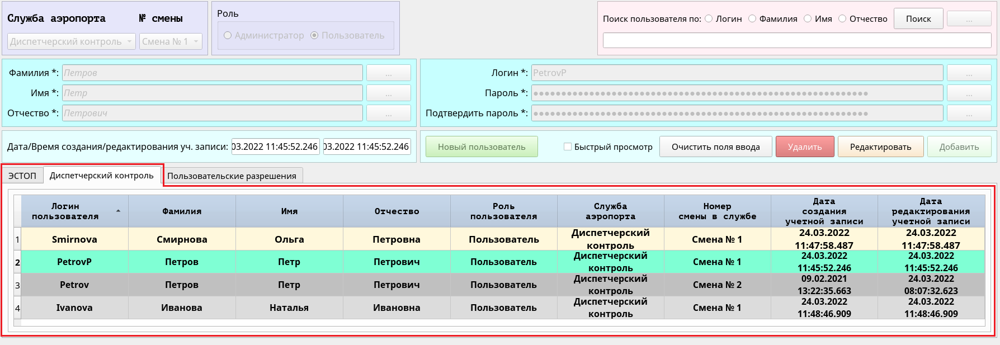 Служба аэропорта № смены
Диспетчерский контроль Смена № 1
Роль
Администратор Пользователь
Поиск пользователя по: Логин Фамилия Имя Отчество Поиск ...
Фамилия *: Петров ...
Имя *: Петр ...
Отчество *: Петрович ...
Логин *: PetrovP ...
Пароль *: ...
Подтвердить пароль *: ...
Дата/Время создания/редактирования уч. записи: 03.2022 11:45:52.246 03.2022 11:45:52.246
Новый пользователь Быстрый просмотр Очистить поля ввода Удалить Редактировать Добавить
ЭСТОП Диспетчерский контроль Пользовательские разрешения
Логин пользователя Фамилия Имя Отчество Роль пользователя Служба аэропорта Номер смены в службе Дата создания учетной записи Дата редактирования учетной записи
1 Smirnova Смирнова Ольга Петровна Пользователь Диспетчерский контроль Смена № 1 24.03.2022 11:47:58.487 24.03.2022 11:47:58.487
2 PetrovP Петров Петр Петрович Пользователь Диспетчерский контроль Смена № 1 24.03.2022 11:45:52.246 24.03.2022 11:45:52.246
3 Petrov Петров Петр Петрович Пользователь Диспетчерский контроль Смена № 2 09.02.2021 13:22:35.663 24.03.2022 08:07:32.623
4 Ivanova Иванова Наталья Ивановна Пользователь Диспетчерский контроль Смена № 1 24.03.2022 11:48:46.909 24.03.2022 11:48:46.909